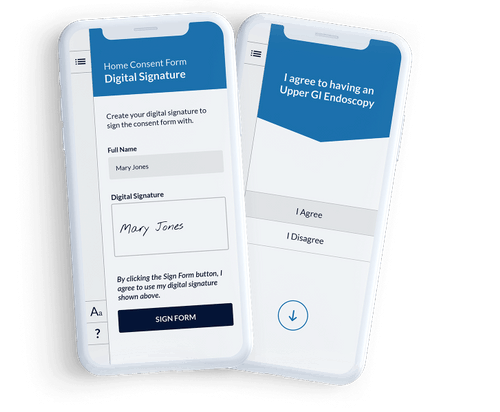 Home Consent Form
Digital Signature
Create your digital signature to
sign the consent form with.
Full Name
Mary Jones
Digital Signature
Mary Jones
By clicking the Sign Form button, I
agree to use my digital signature
shown above.
SIGN FORM
Aa
?
I agree to having an
Upper GI Endoscopy
I Agree
I Disagree